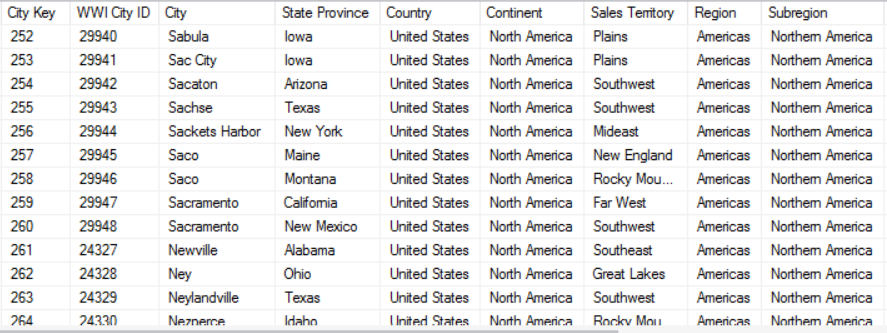 City Key WWI City ID City State Province Country Continent Sales Territory Region Subregion
252 29940 Sabula Iowa United States North America Plains Americas Northern America
253 29941 Sac City Iowa United States North America Plains Americas Northern America
254 29942 Sacaton Arizona United States North America Southwest Americas Northern America
255 29943 Sachse Texas United States North America Southwest Americas Northern America
256 29944 Sackets Harbor New York United States North America Mideast Americas Northern America
257 29945 Saco Maine United States North America New England Americas Northern America
258 29946 Saco Montana United States North America Rocky Mou... Americas Northern America
259 29947 Sacramento California United States North America Far West Americas Northern America
260 29948 Sacramento New Mexico United States North America Southwest Americas Northern America
261 24327 Newville Alabama United States North America Southeast Americas Northern America
262 24328 Ney Ohio United States North America Great Lakes Americas Northern America
263 24329 Neylandville Texas United States North America Southwest Americas Northern America
264 24330 Nezperce Idaho United States North America Rocky Mou Americas Northern America